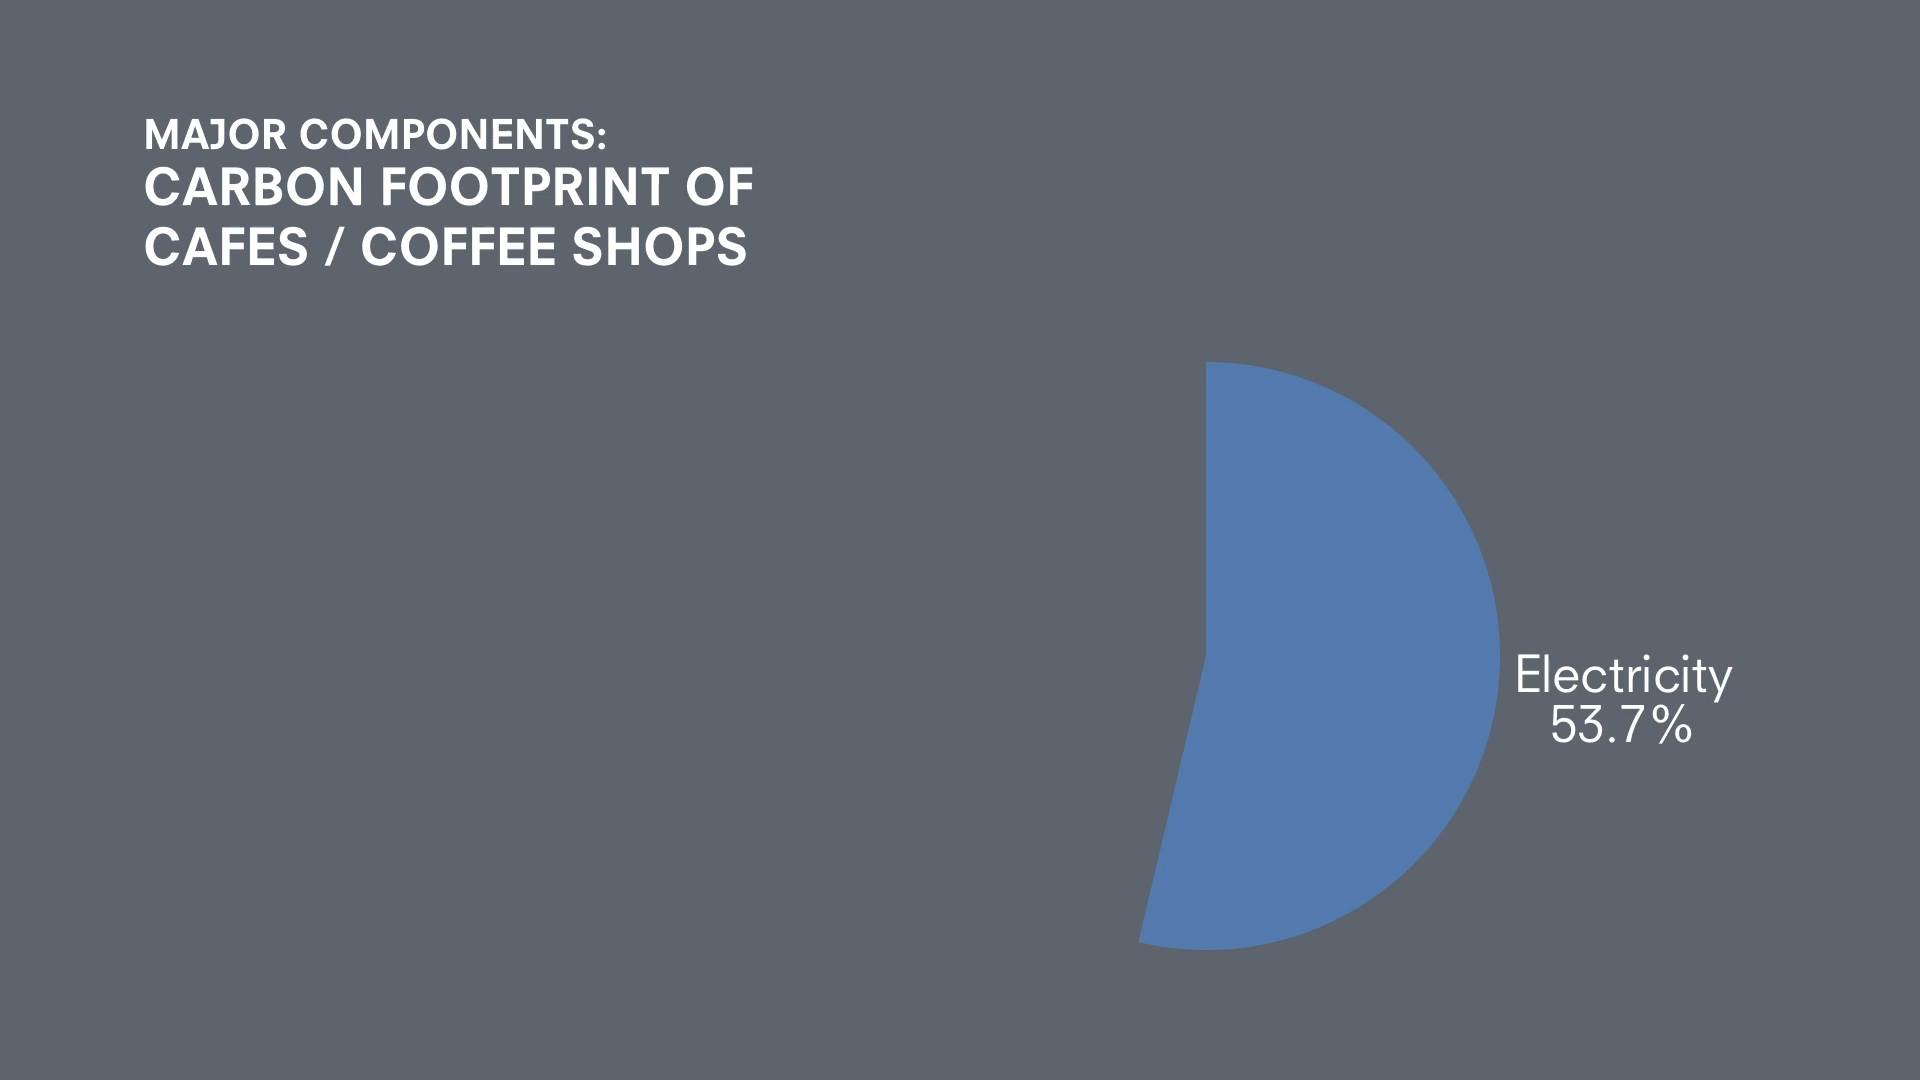 MAJOR COMPONENTS:
CARBON FOOTPRINT OF
CAFES / COFFEE SHOPS
Electricity
53.7%